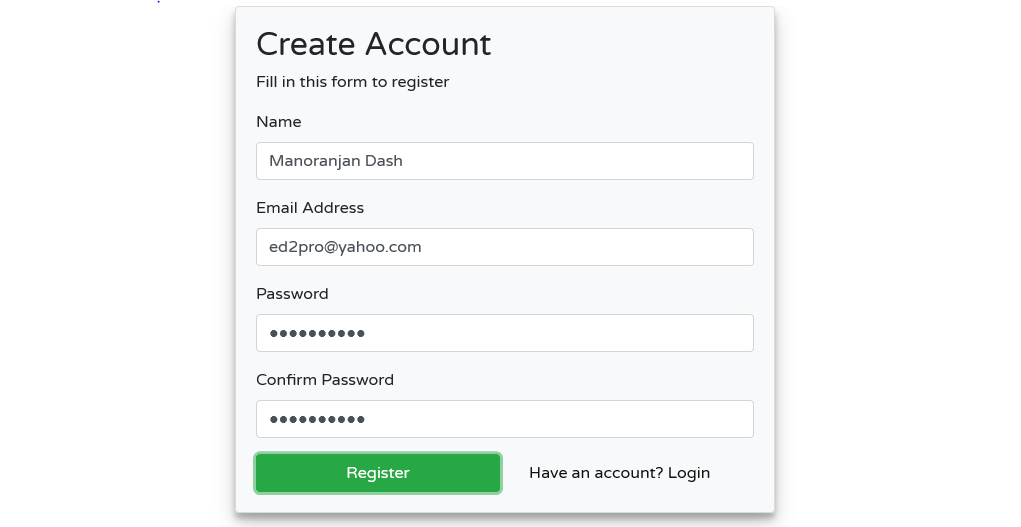 Create Account
Fill in this form to register
Name
Manoranjan Dash
Email Address
ed2pro@yahoo.com
Password
●●●●●●●●●●
Confirm Password
●●●●●●●●●●
Register Have an account? Login